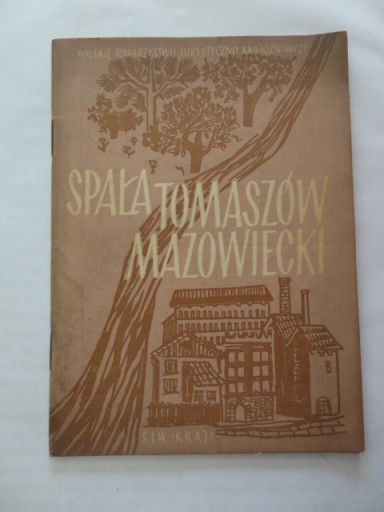 POLSKIE TOWARZYSTWO TURYSTYCZNO KRAJOZNAWCZE
SPAŁA TOMASZÓW
MAZOWIECKI
SIW "KRAJ"